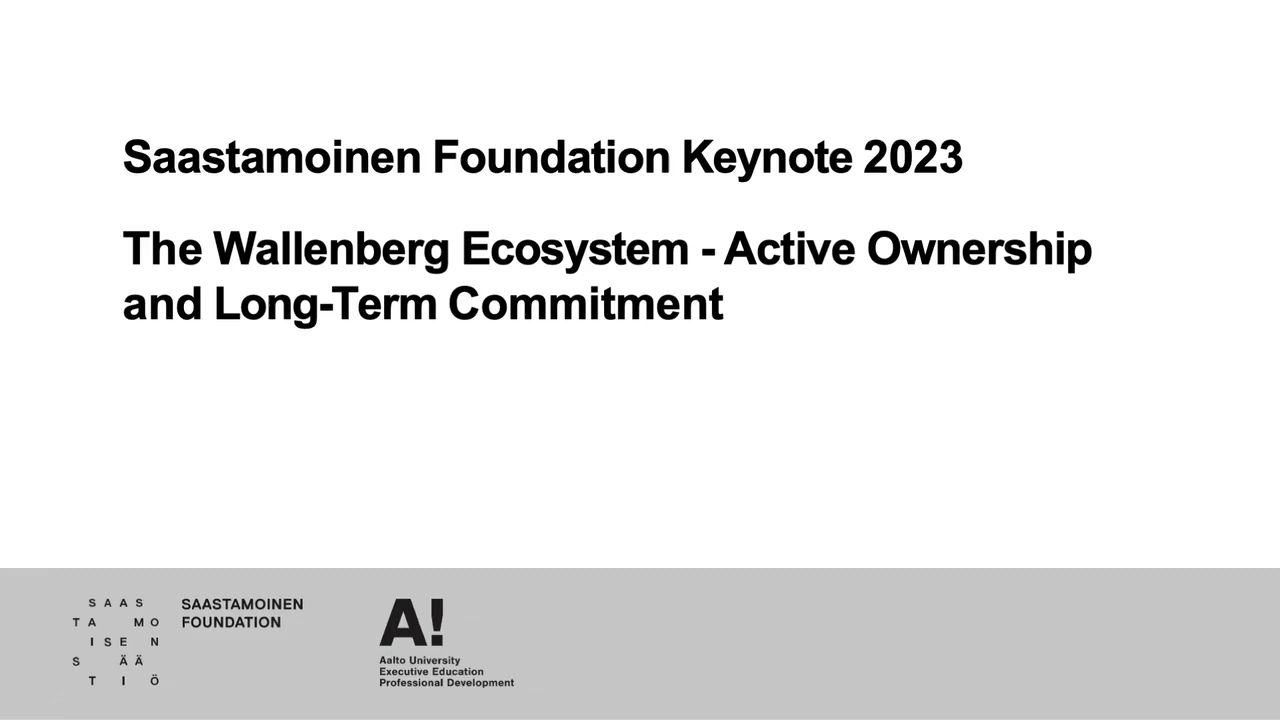 Saastamoinen Foundation Keynote 2023
The Wallenberg Ecosystem - Active Ownership
and Long-Term Commitment
S A A S
T A M O
I S E N
S Ä Ä
T I Ö
SAASTAMOINEN
FOUNDATION
A!
Aalto University
Executive Education
Professional Development